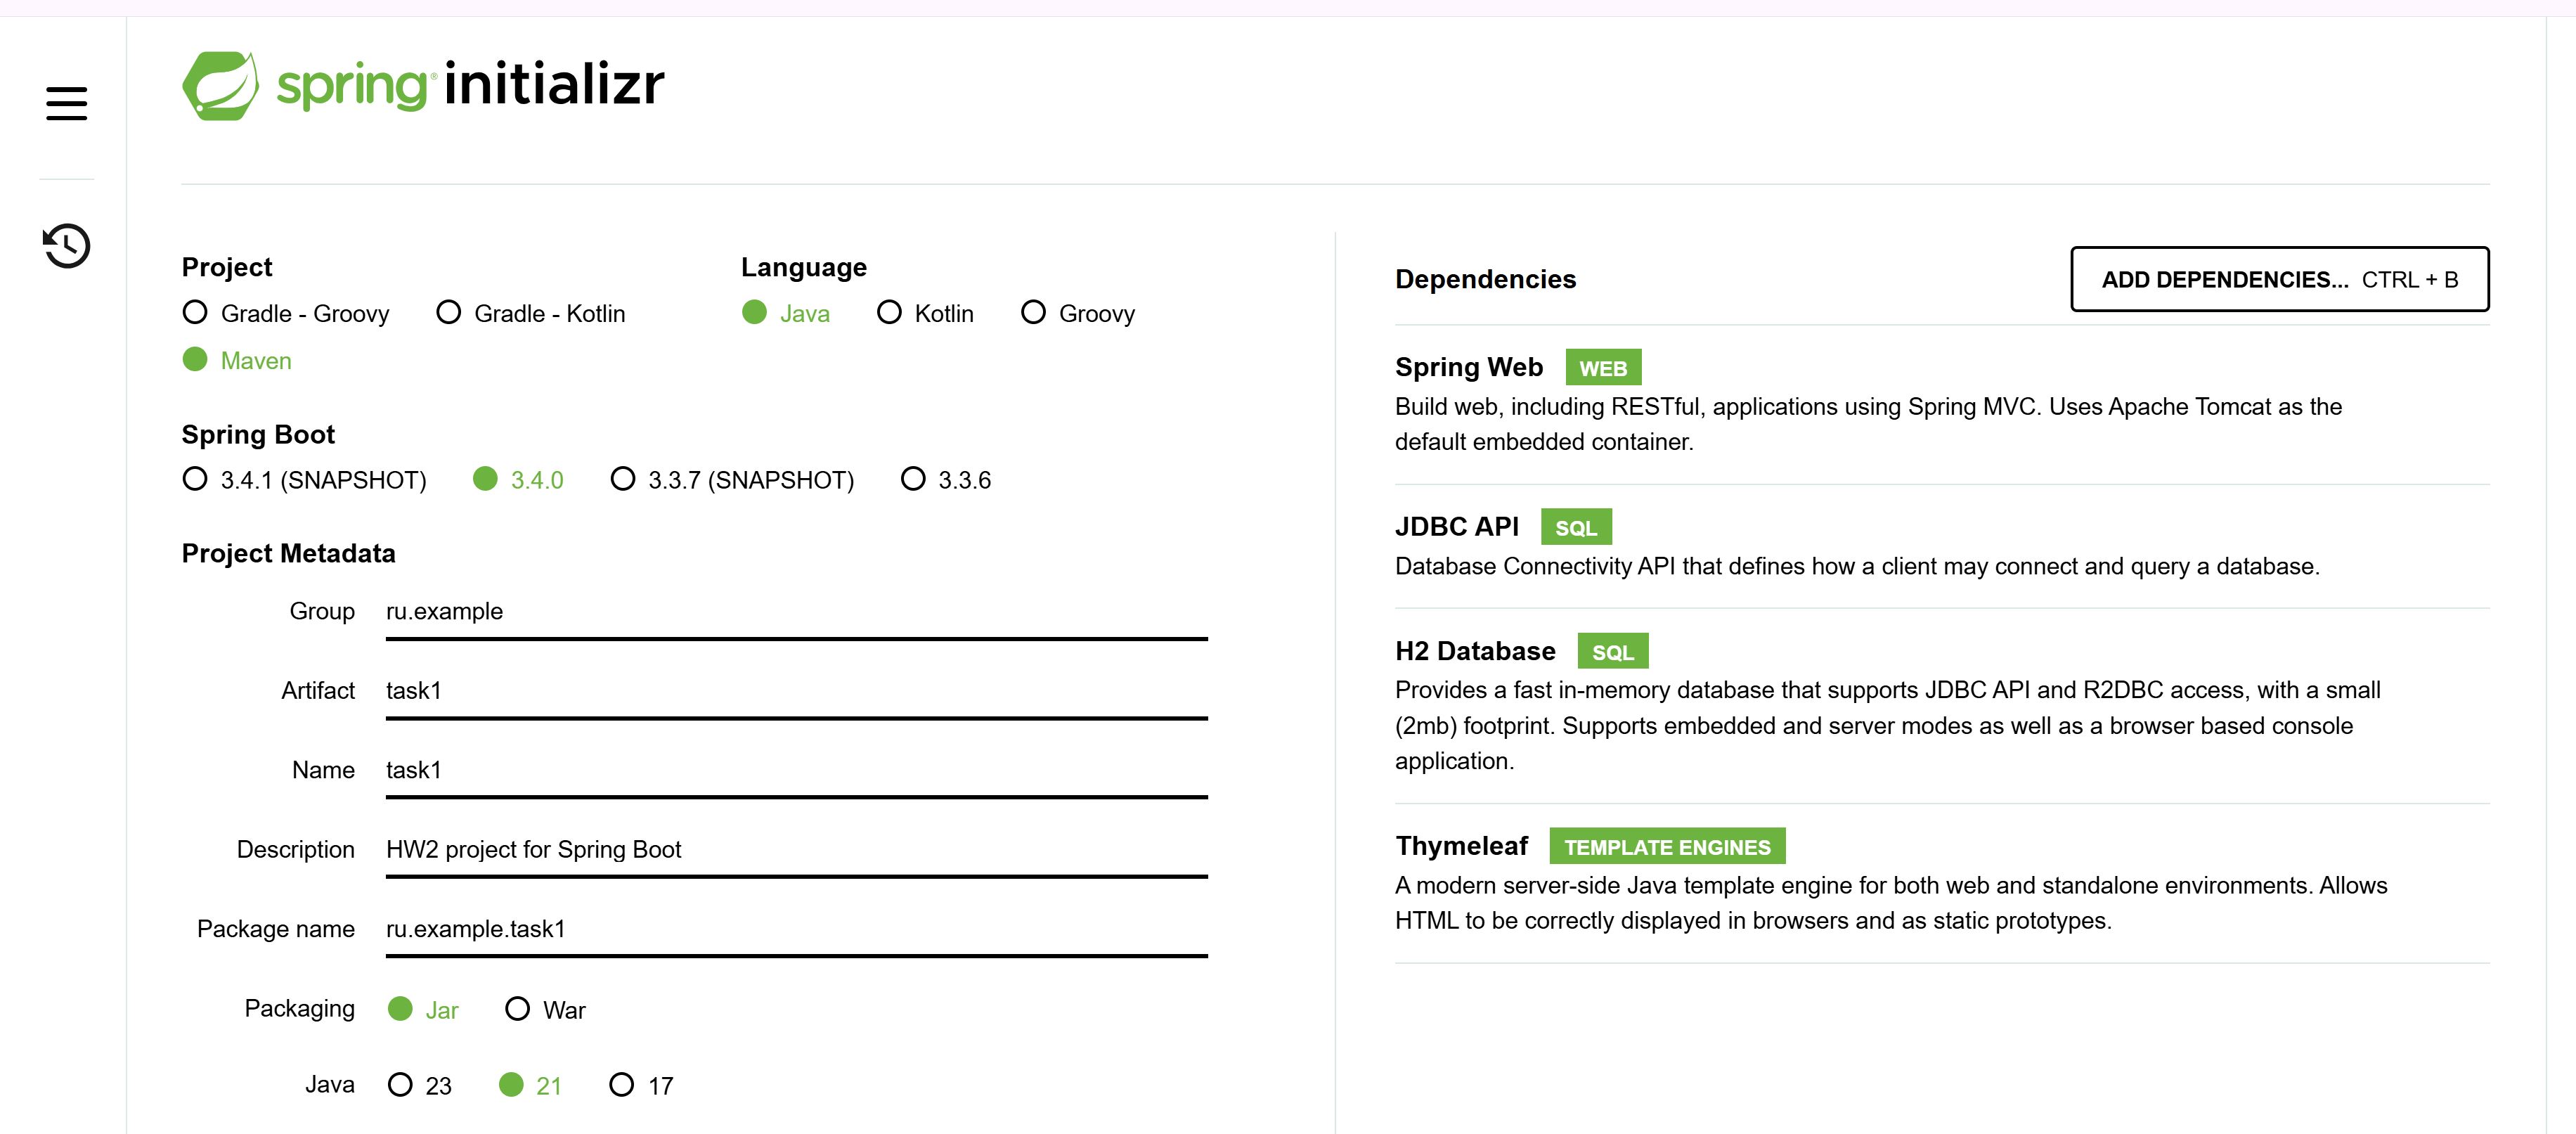 spring initializr
Project
Gradle - Groovy Gradle - Kotlin
Maven
Language
Java Kotlin Groovy
Spring Boot
3.4.1 (SNAPSHOT) 3.4.0 3.3.7 (SNAPSHOT) 3.3.6
Project Metadata
Group ru.example
Artifact task1
Name task1
Description HW2 project for Spring Boot
Package name ru.example.task1
Packaging Jar War
Java 23 21 17
Dependencies
ADD DEPENDENCIES... CTRL + B
Spring Web WEB
Build web, including RESTful, applications using Spring MVC. Uses Apache Tomcat as the
default embedded container.
JDBC API SQL
Database Connectivity API that defines how a client may connect and query a database.
H2 Database SQL
Provides a fast in-memory database that supports JDBC API and R2DBC access, with a small
(2mb) footprint. Supports embedded and server modes as well as a browser based console
application.
Thymeleaf TEMPLATE ENGINES
A modern server-side Java template engine for both web and standalone environments. Allows
HTML to be correctly displayed in browsers and as static prototypes.